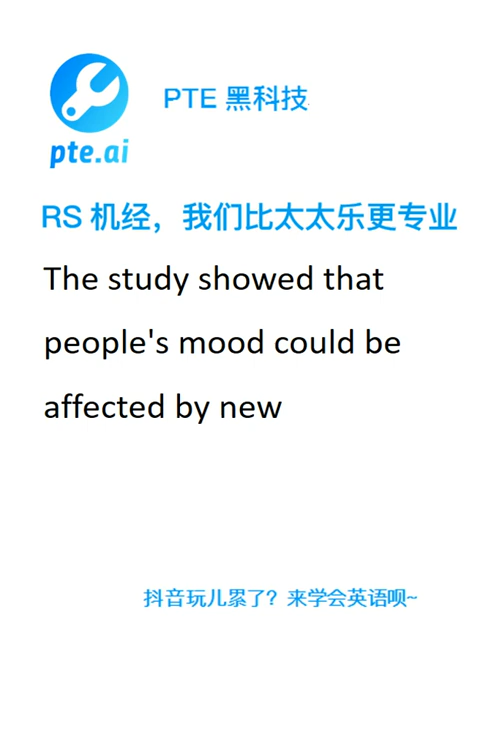 PTE 黑科技
pte.ai
RS 机经，我们比太太乐更专业
The study showed that
people's mood could be
affected by new
抖音玩儿累了？来学会英语呗~